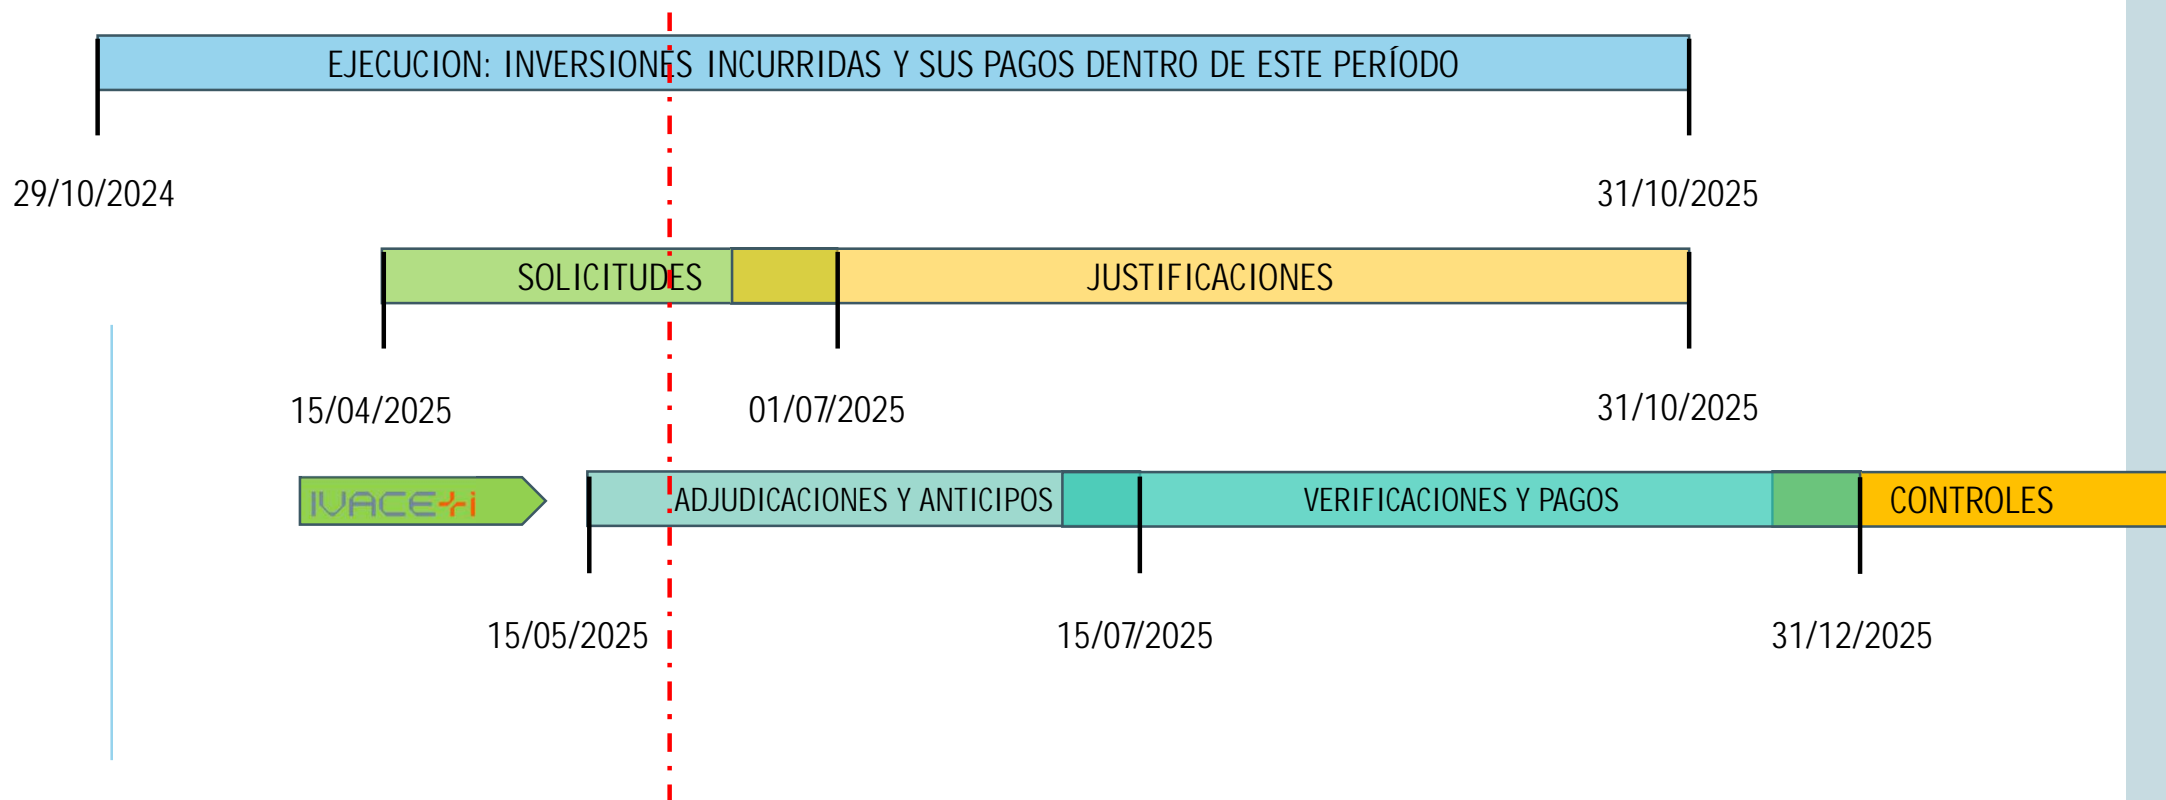 EJECUCION: INVERSIONES INCURRIDAS Y SUS PAGOS DENTRO DE ESTE PERÍODO
29/10/2024
31/10/2025
SOLICITUDES
JUSTIFICACIONES
15/04/2025
01/07/2025
31/10/2025
IVACE+i
ADJUDICACIONES Y ANTICIPOS
VERIFICACIONES Y PAGOS
CONTROLES
15/05/2025
15/07/2025
31/12/2025